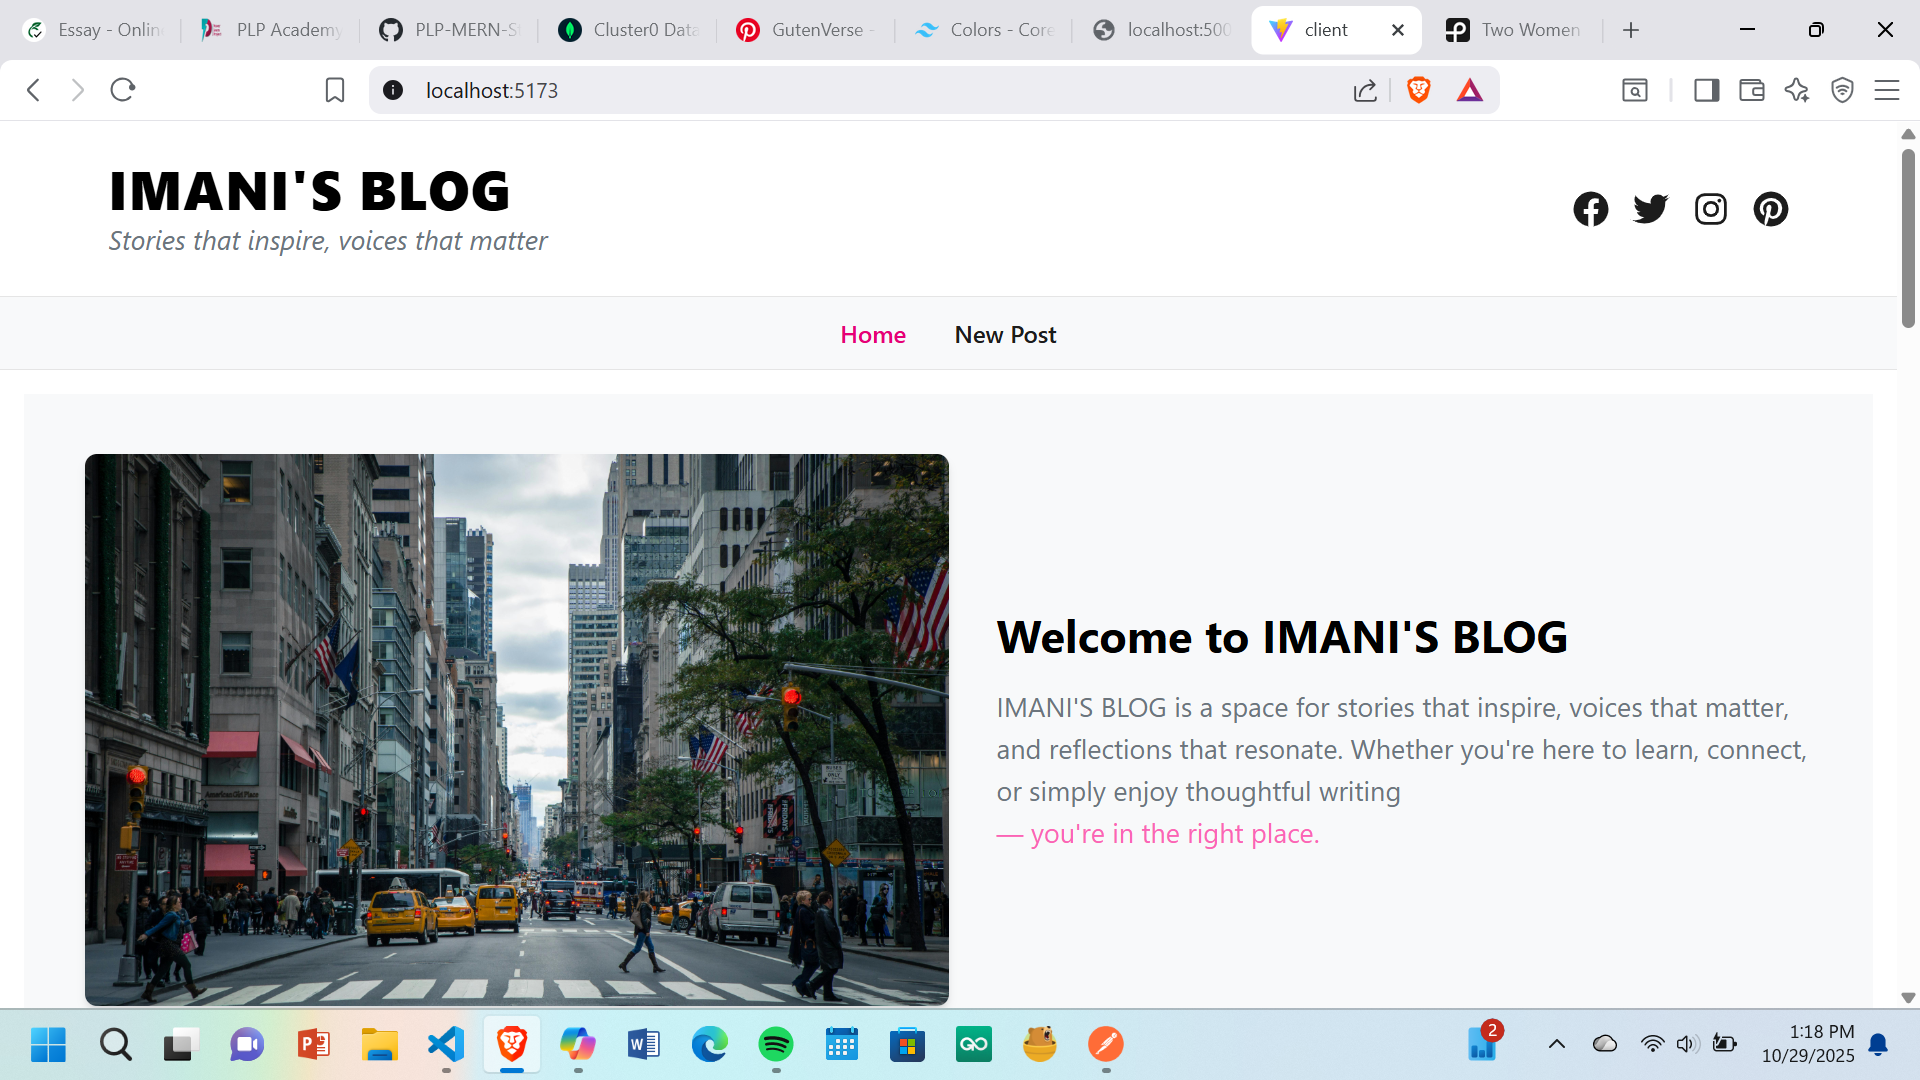 Essay - Onlin
PLP Academy
PLP-MERN-St
Cluster0 Data
GutenVerse -
Colors - Core
localhost:500
client
Two Women
localhost:5173
IMANI'S BLOG
Stories that inspire, voices that matter
Home
New Post
Welcome to IMANI'S BLOG
IMANI'S BLOG is a space for stories that inspire, voices that matter,
and reflections that resonate. Whether you're here to learn, connect,
or simply enjoy thoughtful writing
— you're in the right place.
2
1:18 PM
10/29/2025